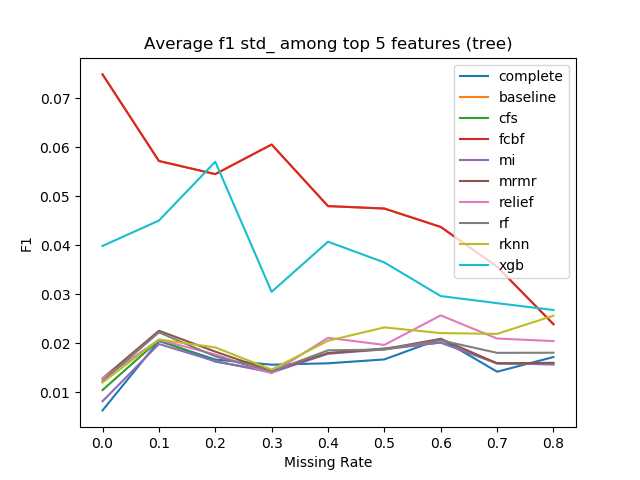 Average f1 std_ among top 5 features (tree)
complete
baseline
cfs
fcbf
mi
mrmr
relief
rf
rknn
xgb
0.07
0.06
0.05
0.04
0.03
0.02
0.01
F1
0.0 0.1 0.2 0.3 0.4 0.5 0.6 0.7 0.8
Missing Rate